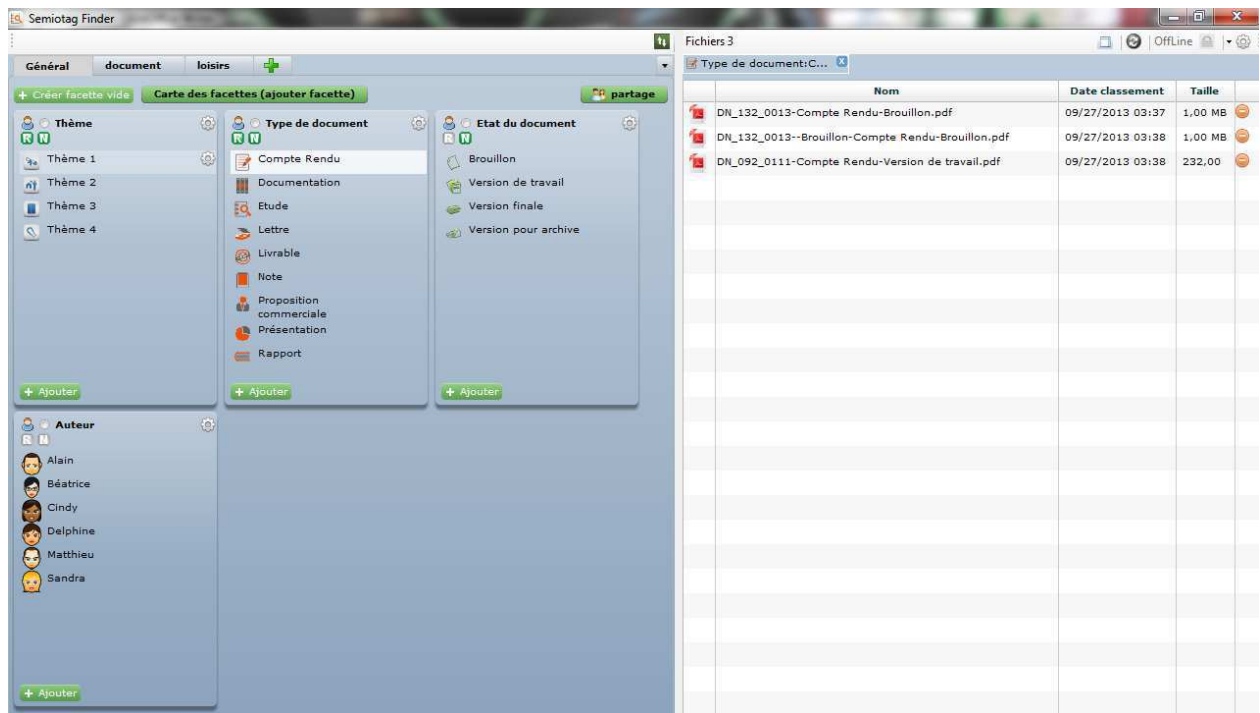 Semiotag Finder
Général document loisirs
+ Créer facette vide Carte des facettes (ajouter facette) partage
Thème
R N
Thème 1
Thème 2
Thème 3
Thème 4
+ Ajouter
Type de document
R N
Compte Rendu
Documentation
Etude
Lettre
Livrable
Note
Proposition
commerciale
Présentation
Rapport
+ Ajouter
Etat du document
R N
Brouillon
Version de travail
Version finale
Version pour archive
+ Ajouter
Auteur
R N
Alain
Béatrice
Cindy
Delphine
Matthieu
Sandra
+ Ajouter
Fichiers 3 OffLine
Type de document:C...
Nom Date classement Taille
DN_132_0013-Compte Rendu-Brouillon.pdf 09/27/2013 03:37 1,00 MB
DN_132_0013--Brouillon-Compte Rendu-Brouillon.pdf 09/27/2013 03:38 1,00 MB
DN_092_0111-Compte Rendu-Version de travail.pdf 09/27/2013 03:38 232,00